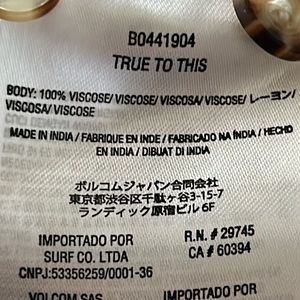 B0441904
TRUE TO THIS
BODY: 100% VISCOSE/ VISCOSE/ VISCOSA/ VISCOSE/ レーヨン/
VISCOSA/ VISCOSE
MADE IN INDIA / FABRIQUE EN INDE / FABRICADO NA ÍNDIA / HECHO
EN INDIA / DIBUAT DI INDIA
ボルコムジャパン合同会社
東京都渋谷区千駄ヶ谷3-15-7
ランディック原宿ビル 6F
IMPORTADO POR
SURF CO. LTDA
CNPJ:53356259/0001-36
R.N. # 29745
CA # 60394
VOLCOM SAS
IMPORTADO POR